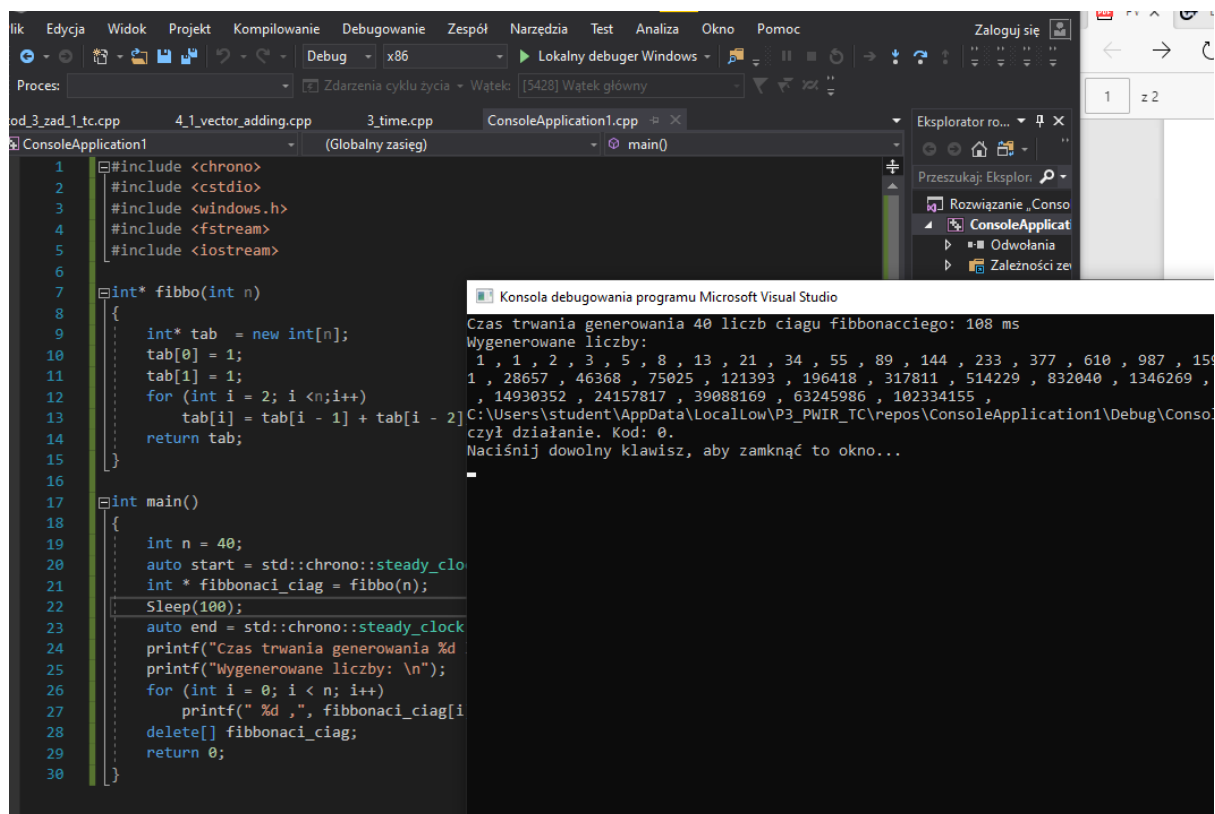 lik Edycja Widok Projekt Kompilowanie Debugowanie Zespół Narzędzia Test Analiza Okno Pomoc Zaloguj się
Debug x86 Lokalny debuger Windows
Proces: Zdarzenia cyklu życia Wątek: [5428] Wątek główny
1 z 2
od_3_zad_1_tc.cpp 4_1_vector_adding.cpp 3_time.cpp ConsoleApplication1.cpp
Eksplorator ro...
ConsoleApplication1 (Globalny zasięg) main()
Przeszukaj: Eksplor
Rozwiązanie „Conso
ConsoleApplicati
Odwołania
Zależności ze
1 #include <chrono>
2 #include <cstdio>
3 #include <windows.h>
4 #include <fstream>
5 #include <iostream>
6
7 int* fibbo(int n)
8 {
9 int* tab = new int[n];
10 tab[0] = 1;
11 tab[1] = 1;
12 for (int i = 2; i <n;i++)
13 tab[i] = tab[i - 1] + tab[i - 2]
14 return tab;
15 }
16
17 int main()
18 {
19 int n = 40;
20 auto start = std::chrono::steady_clo
21 int * fibbonaci_ciag = fibbo(n);
22 Sleep(100);
23 auto end = std::chrono::steady_clock
24 printf("Czas trwania generowania %d
25 printf("Wygenerowane liczby: \n");
26 for (int i = 0; i < n; i++)
27 printf(" %d ,", fibbonaci_ciag[i
28 delete[] fibbonaci_ciag;
29 return 0;
30 }
Konsola debugowania programu Microsoft Visual Studio
Czas trwania generowania 40 liczb ciagu fibbonacciego: 108 ms
Wygenerowane liczby:
1 , 1 , 2 , 3 , 5 , 8 , 13 , 21 , 34 , 55 , 89 , 144 , 233 , 377 , 610 , 987 , 159
1 , 28657 , 46368 , 75025 , 121393 , 196418 , 317811 , 514229 , 832040 , 1346269 ,
, 14930352 , 24157817 , 39088169 , 63245986 , 102334155 ,
C:\Users\student\AppData\LocalLow\P3_PWIR_TC\repos\ConsoleApplication1\Debug\Consol
czył działanie. Kod: 0.
Naciśnij dowolny klawisz, aby zamknąć to okno...